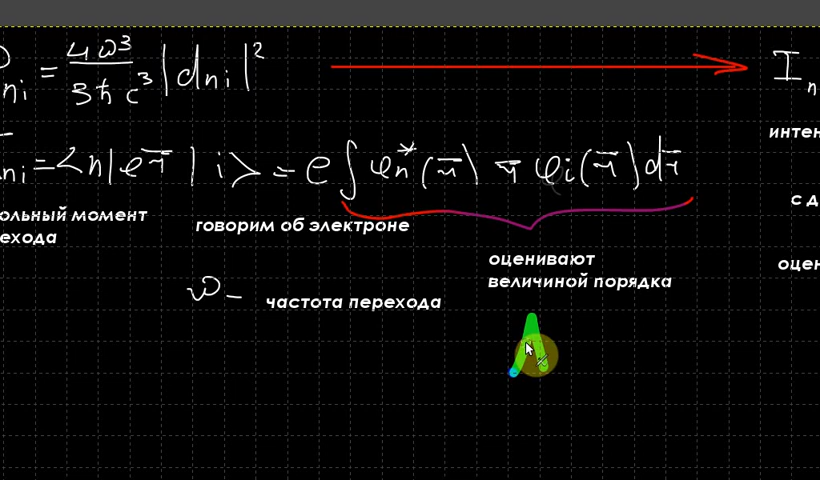 ni = 4ω³/3ħc³ |dni|²
In
ni = <n|er̅|i> = e∫φn*(r̅) r̅ φi(r̅)dr̅
интен
ольный момент
ехода
говорим об электроне
с д
оценивают
величиной порядка
оцен
ω – частота перехода